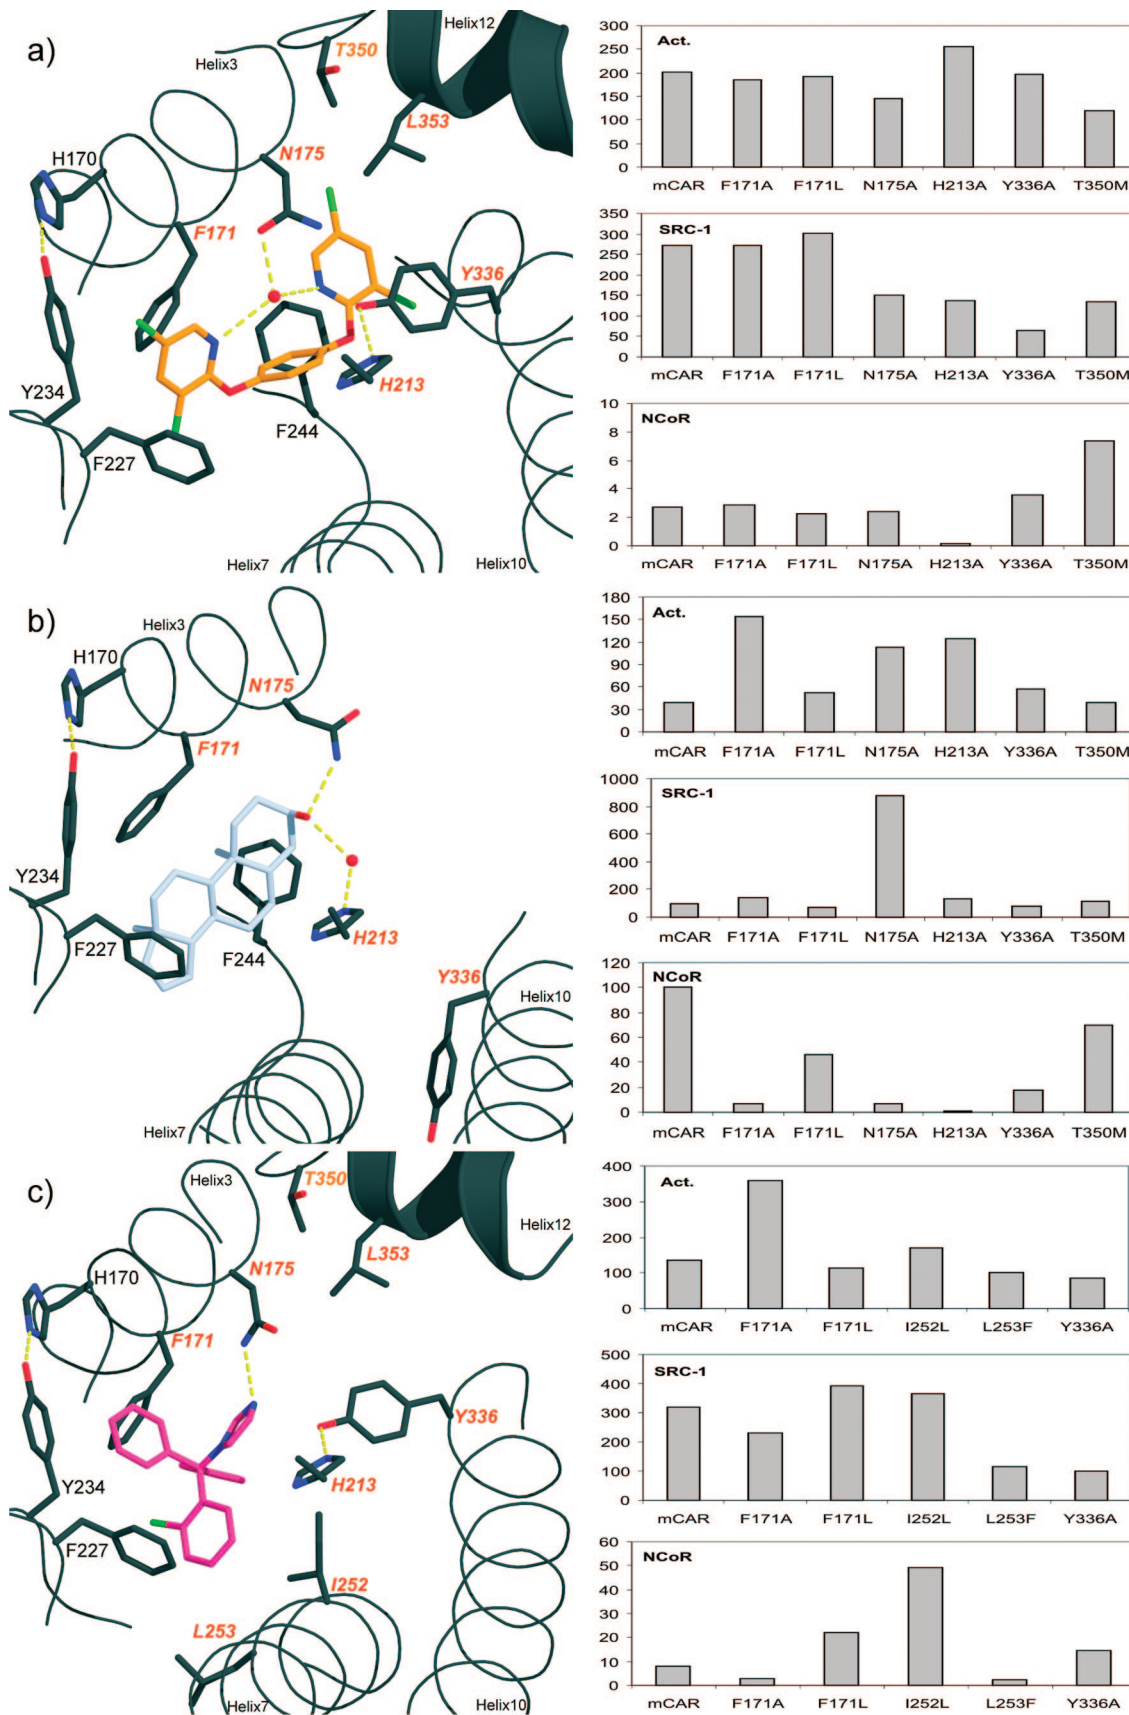 a)
Helix12
T350
Helix3
L353
H170
N175
F171
Y336
H213
Y234
F244
F227
Helix7
Helix10
Act.
300
250
200
150
100
50
0
mCAR F171A F171L N175A H213A Y336A T350M
SRC-1
350
300
250
200
150
100
50
0
mCAR F171A F171L N175A H213A Y336A T350M
NCoR
10
8
6
4
2
0
mCAR F171A F171L N175A H213A Y336A T350M
b)
Helix3
H170
N175
F171
Y234
F227
F244
H213
Y336
Helix10
Helix7
Act.
180
150
120
90
60
30
0
mCAR F171A F171L N175A H213A Y336A T350M
SRC-1
1000
800
600
400
200
0
mCAR F171A F171L N175A H213A Y336A T350M
NCoR
120
100
80
60
40
20
0
mCAR F171A F171L N175A H213A Y336A T350M
c)
Helix3
T350
Helix12
L353
H170
N175
F171
Y336
H213
Y234
F227
I252
L253
Helix7
Helix10
Act.
400
300
200
100
0
mCAR F171A F171L I252L L253F Y336A
SRC-1
500
400
300
200
100
0
mCAR F171A F171L I252L L253F Y336A
NCoR
60
50
40
30
20
10
0
mCAR F171A F171L I252L L253F Y336A